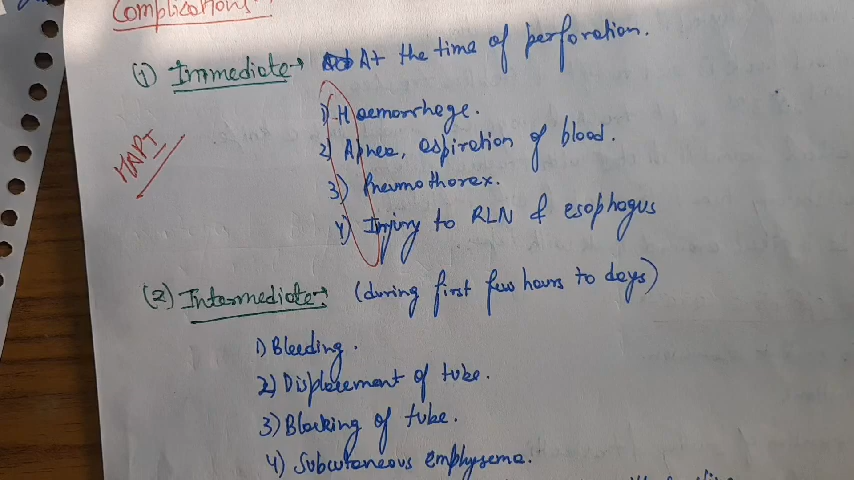 Complications:
(1) Immediate → At the time of perforation.
1) Haemorrhage.
HAPI
2) Apnea, aspiration of blood.
3) Pneumothorax.
4) Injury to RLN & esophagus
(2) Intermediate → (during first few hours to days)
1) Bleeding.
2) Displacement of tube.
3) Blocking of tube.
4) Subcutaneous emphysema.